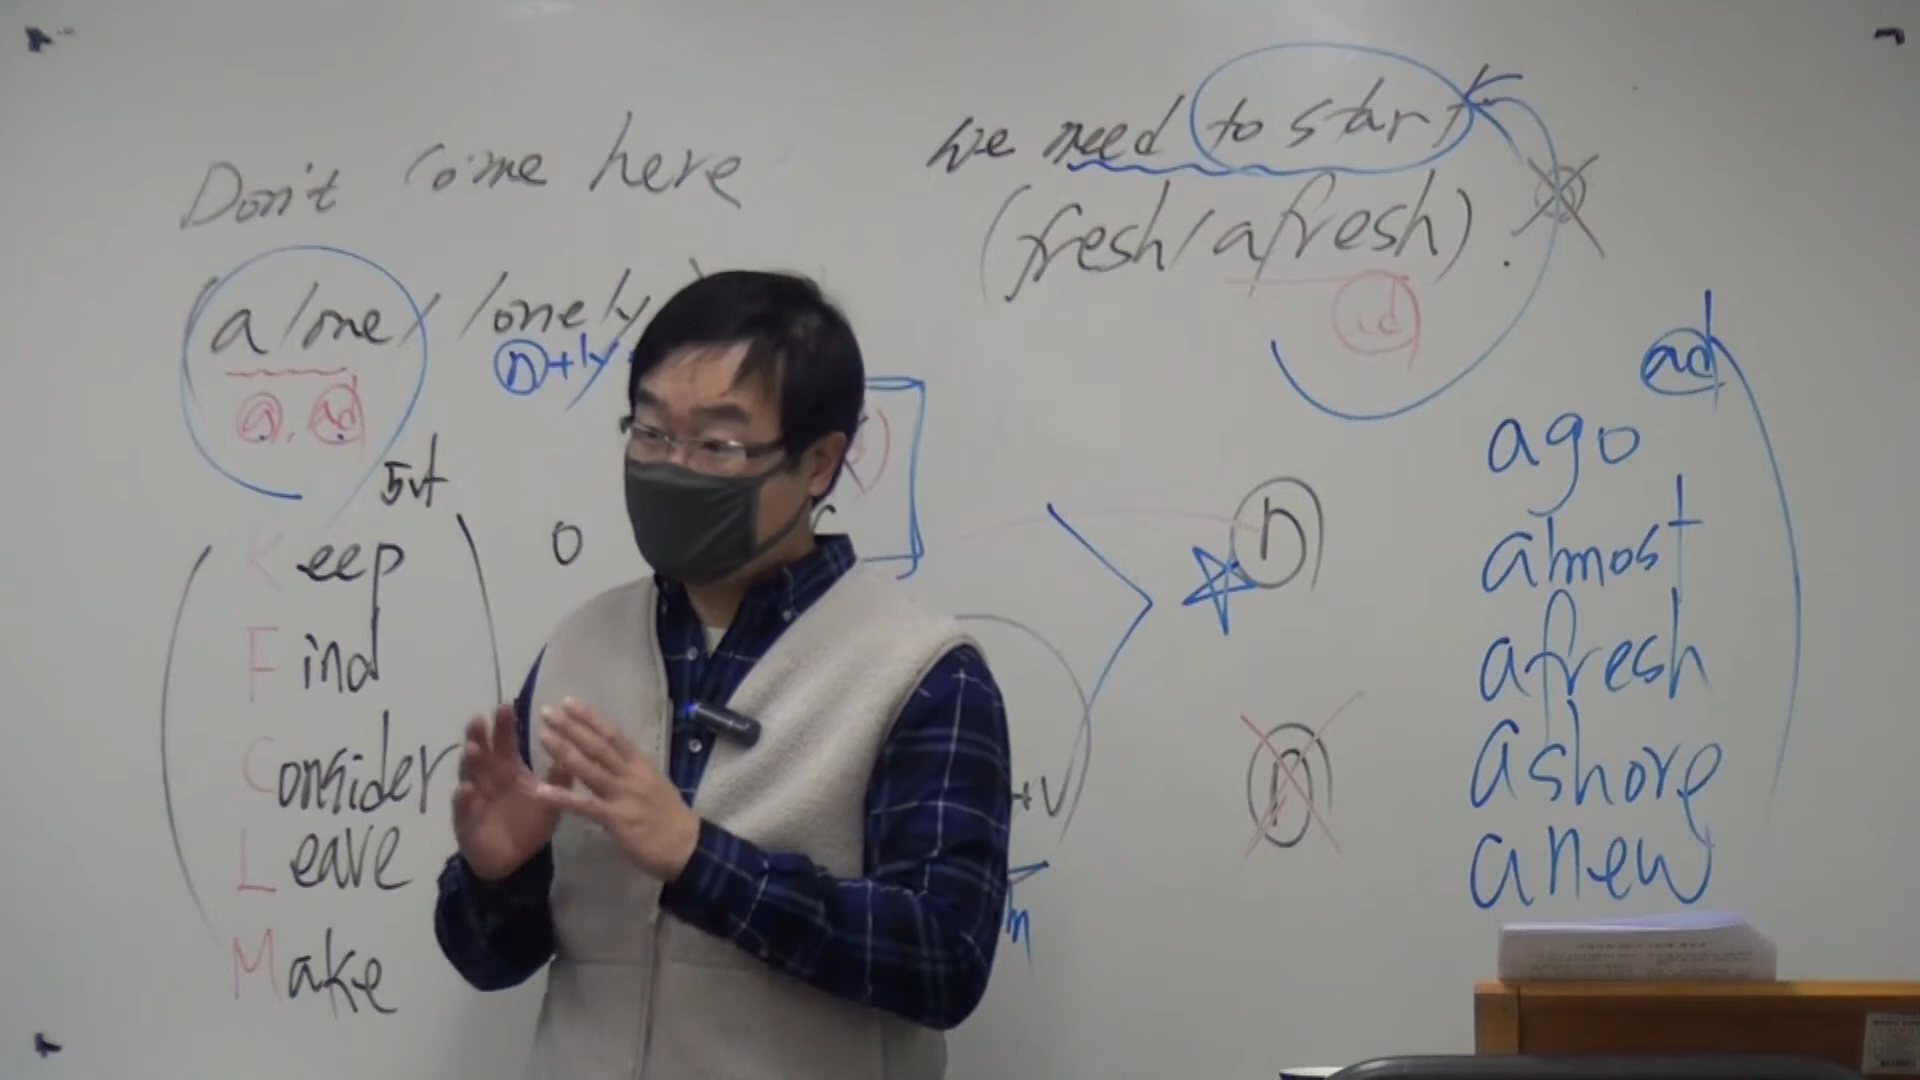 Don't come here
(alone / lonely
ⓐ, ad
ⓝ+ly
5vt
Keep
Find
Consider
Leave
Make
O
we need to start
(fresh / afresh).
ad
n
n
+V
ad
ago
almost
afresh
ashore
anew